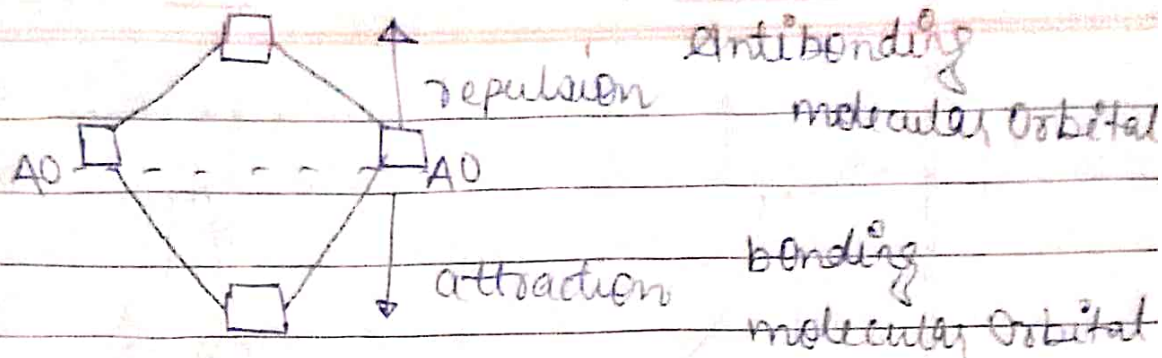 Antibonding
repulsion
molecular Orbital
AO AO
bonding
attraction
molecular Orbital